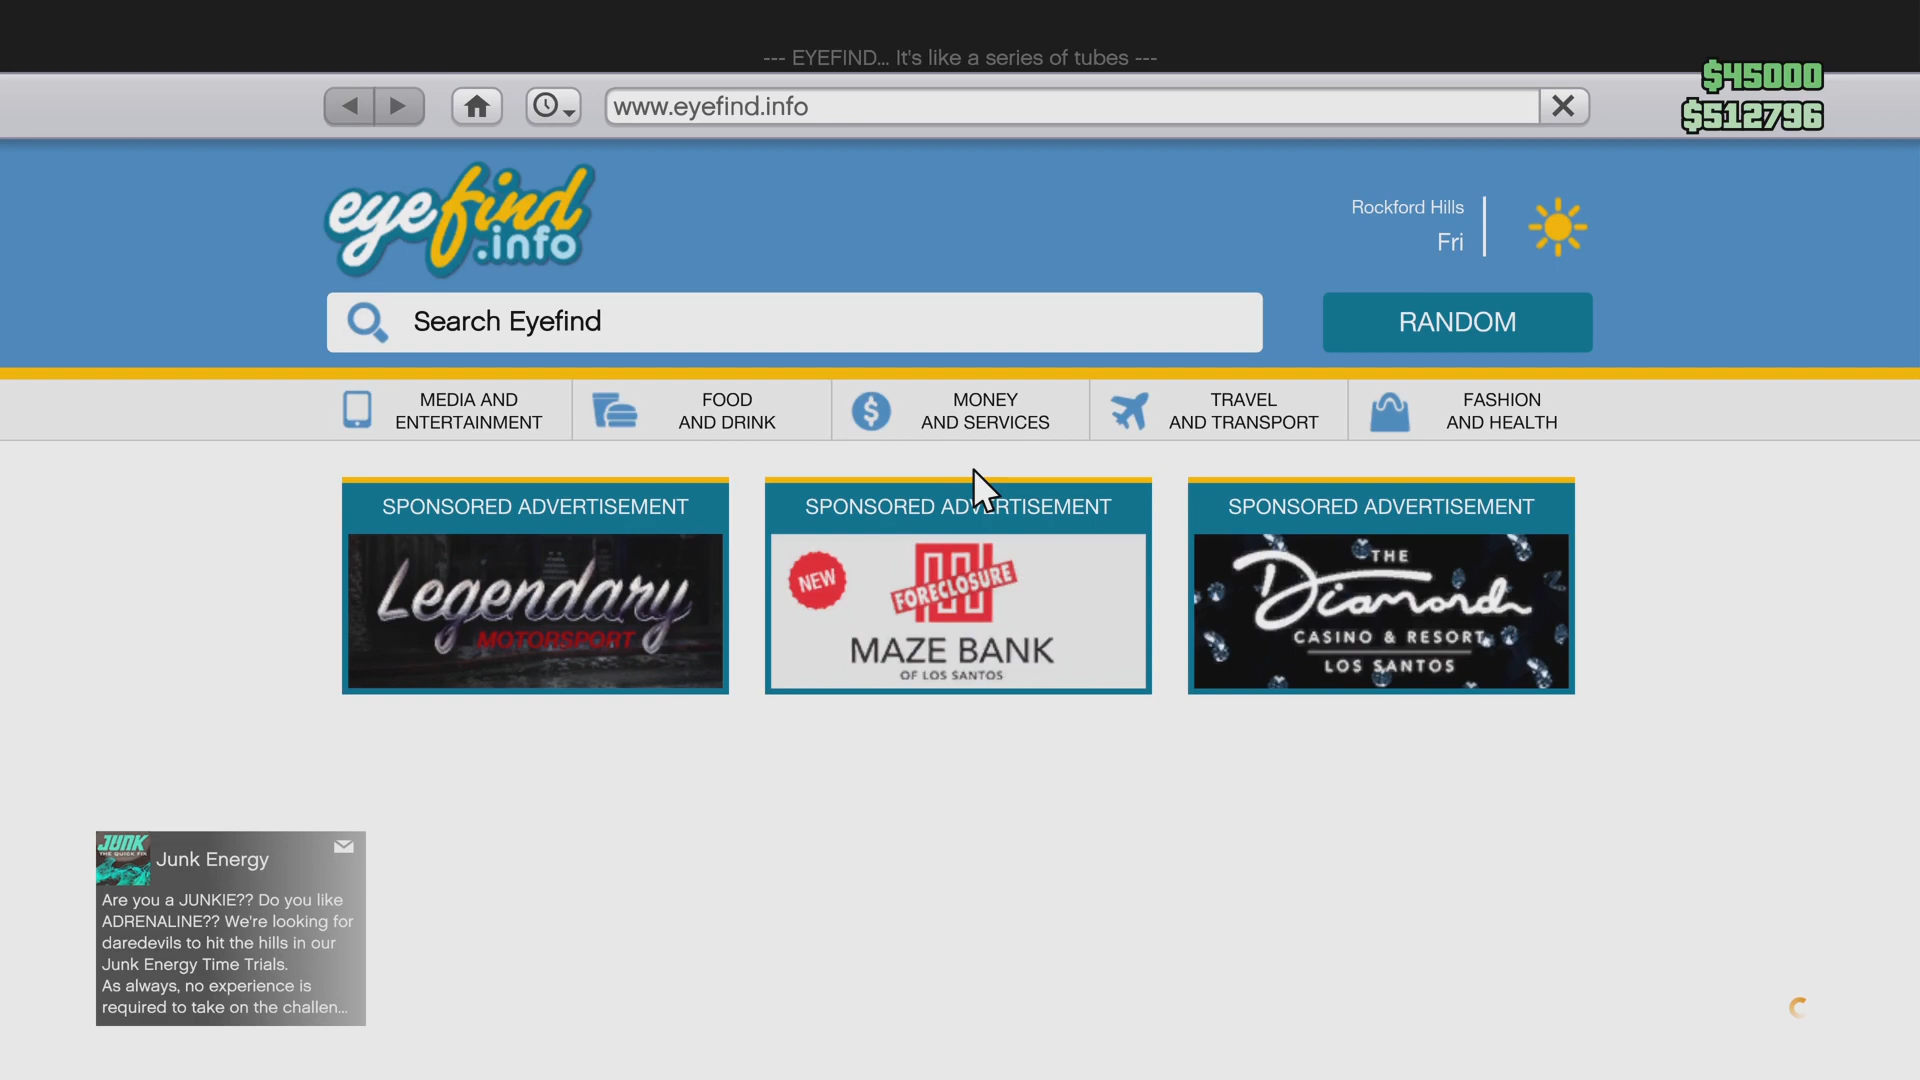 --- EYEFIND... It's like a series of tubes ---
$45000
www.eyefind.info
$512796
eyefind
.info
Rockford Hills
Fri
Search Eyefind
RANDOM
MEDIA AND
ENTERTAINMENT
FOOD
AND DRINK
MONEY
AND SERVICES
TRAVEL
AND TRANSPORT
FASHION
AND HEALTH
SPONSORED ADVERTISEMENT
Legendary
MOTORSPORT
SPONSORED ADVERTISEMENT
NEW
FORECLOSURE
MAZE BANK
OF LOS SANTOS
SPONSORED ADVERTISEMENT
THE
Diamond
CASINO & RESORT
LOS SANTOS
JUNK
THE QUICK FIX
Junk Energy
Are you a JUNKIE?? Do you like
ADRENALINE?? We're looking for
daredevils to hit the hills in our
Junk Energy Time Trials.
As always, no experience is
required to take on the challen...